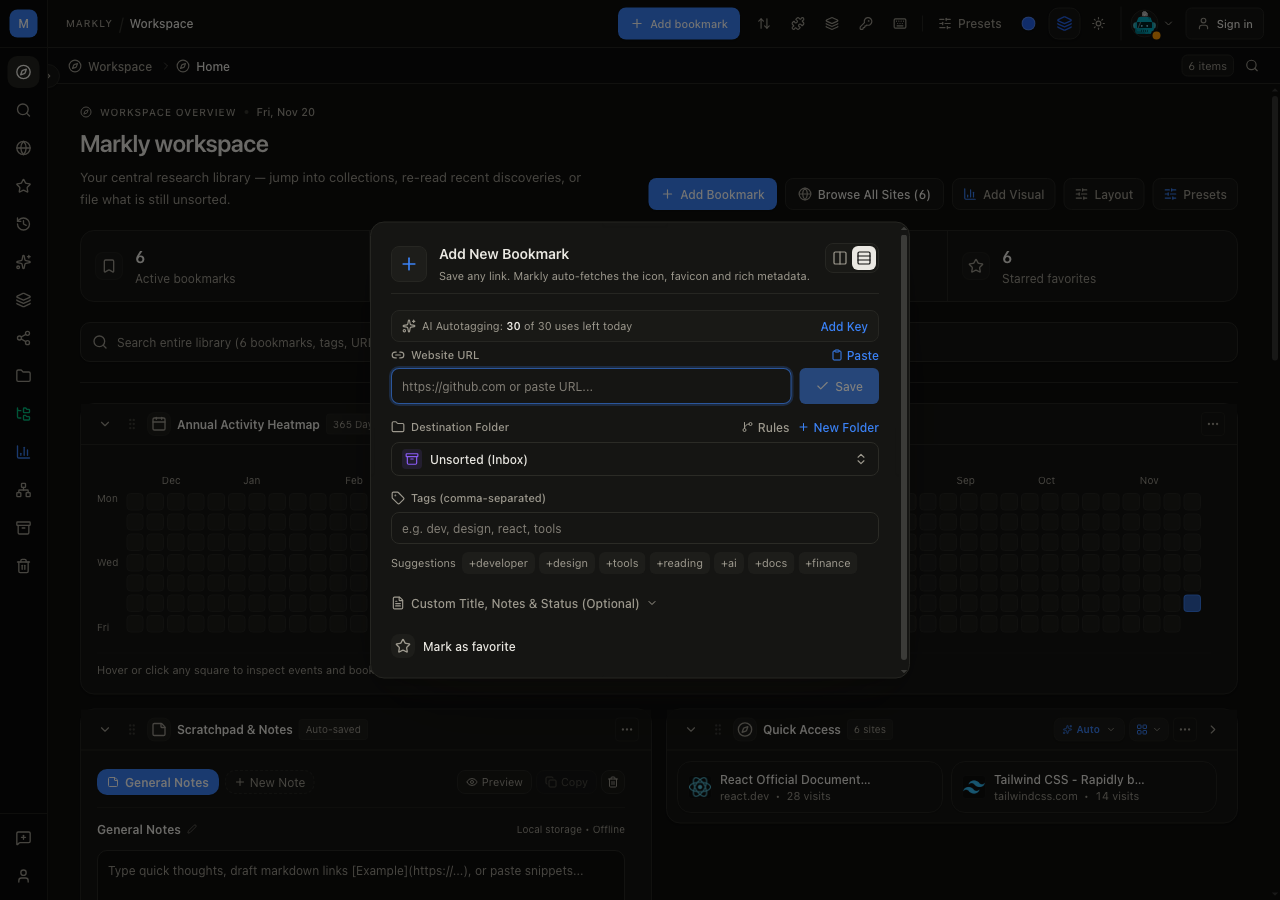 M MARKLY / Workspace
Add bookmark
Presets
Sign in
Workspace
Home
6 items
WORKSPACE OVERVIEW • Fri, Nov 20
Markly workspace
Your central research library — jump into collections, re-read recent discoveries, or
file what is still unsorted.
Add Bookmark
Browse All Sites (6)
Add Visual
Layout
Presets
6
Active bookmarks
6
Starred favorites
Search entire library (6 bookmarks, tags, URL
Add New Bookmark
Save any link. Markly auto-fetches the icon, favicon and rich metadata.
AI Autotagging: 30 of 30 uses left today
Add Key
Website URL
Paste
https://github.com or paste URL...
Save
Destination Folder
Rules
New Folder
Unsorted (Inbox)
Tags (comma-separated)
e.g. dev, design, react, tools
Suggestions +developer +design +tools +reading +ai +docs +finance
Custom Title, Notes & Status (Optional)
Mark as favorite
Annual Activity Heatmap
365 Day
Dec Jan Feb Sep Oct Nov
Mon
Wed
Fri
Hover or click any square to inspect events and book
Scratchpad & Notes
Auto-saved
General Notes
New Note
Preview
Copy
General Notes
Local storage • Offline
Type quick thoughts, draft markdown links [Example](https://...), or paste snippets...
Quick Access
6 sites
Auto
React Official Document...
react.dev • 28 visits
Tailwind CSS - Rapidly b...
tailwindcss.com • 14 visits